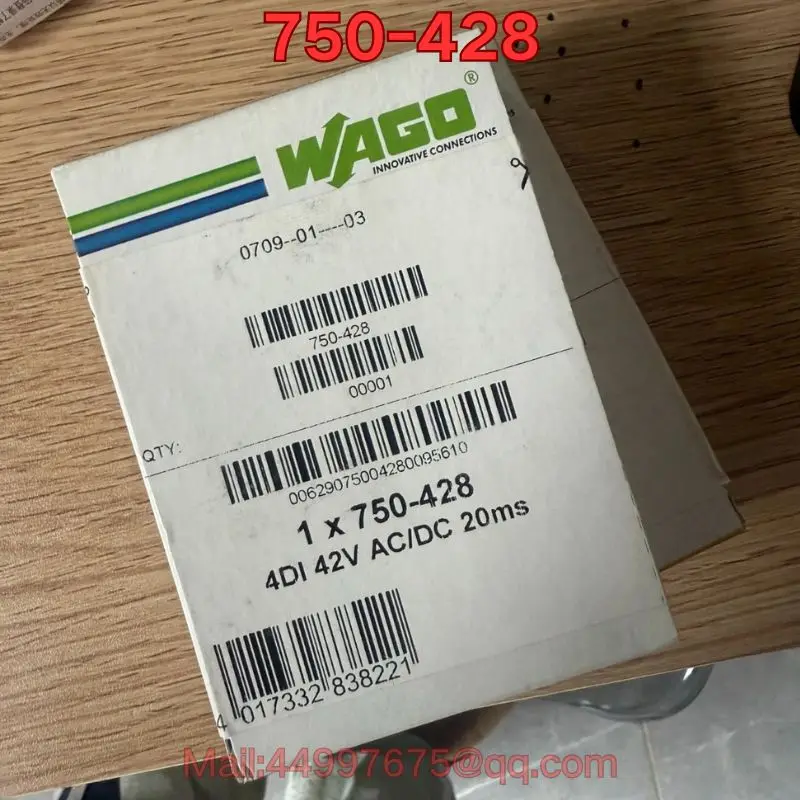 750-428
WAGO®
INNOVATIVE CONNECTIONS
0709--01----03
750-428
00001
QTY:
00629075004280095610
1 x 750-428
4DI 42V AC/DC 20ms
4 017332 838221
Mail:44997675@qq.com